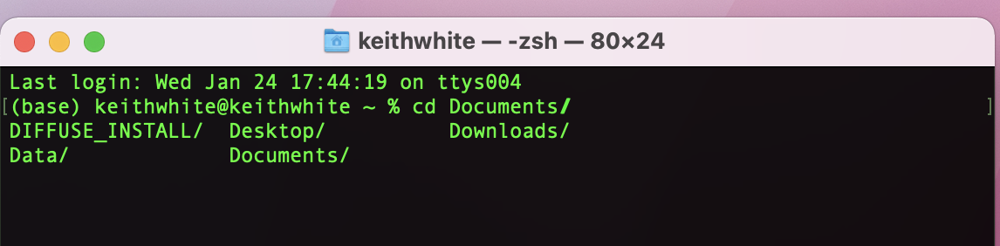 keithwhite — -zsh — 80×24
Last login: Wed Jan 24 17:44:19 on ttys004
[(base) keithwhite@keithwhite ~ % cd Documents/ ]
DIFFUSE_INSTALL/ Desktop/ Downloads/
Data/ Documents/